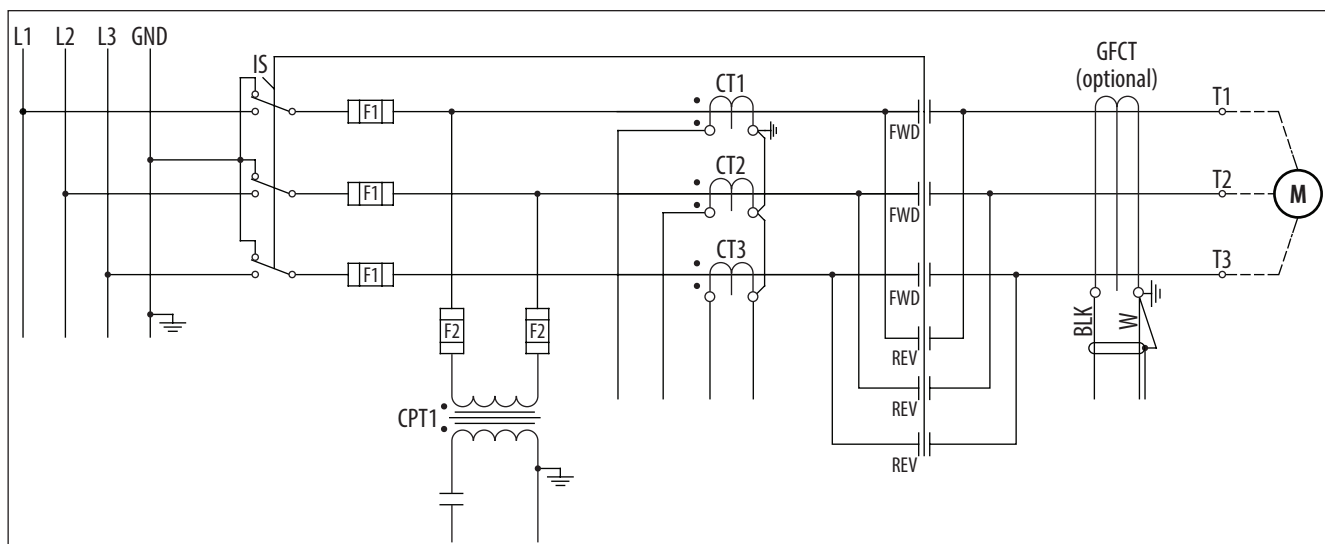 L1 L2 L3 GND
IS
F1
F1
F1
F2 F2
CPT1
CT1
CT2
CT3
FWD
FWD
FWD
REV
REV
REV
GFCT
(optional)
BLK W
T1
T2
T3
M